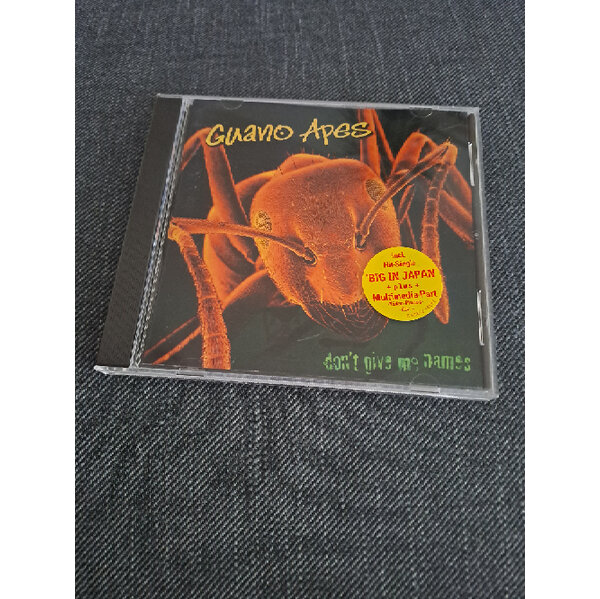 Guano Apes
incl.
Hit-Single
"BIG IN JAPAN
+ plus +
Multimedia Part
don't give me names